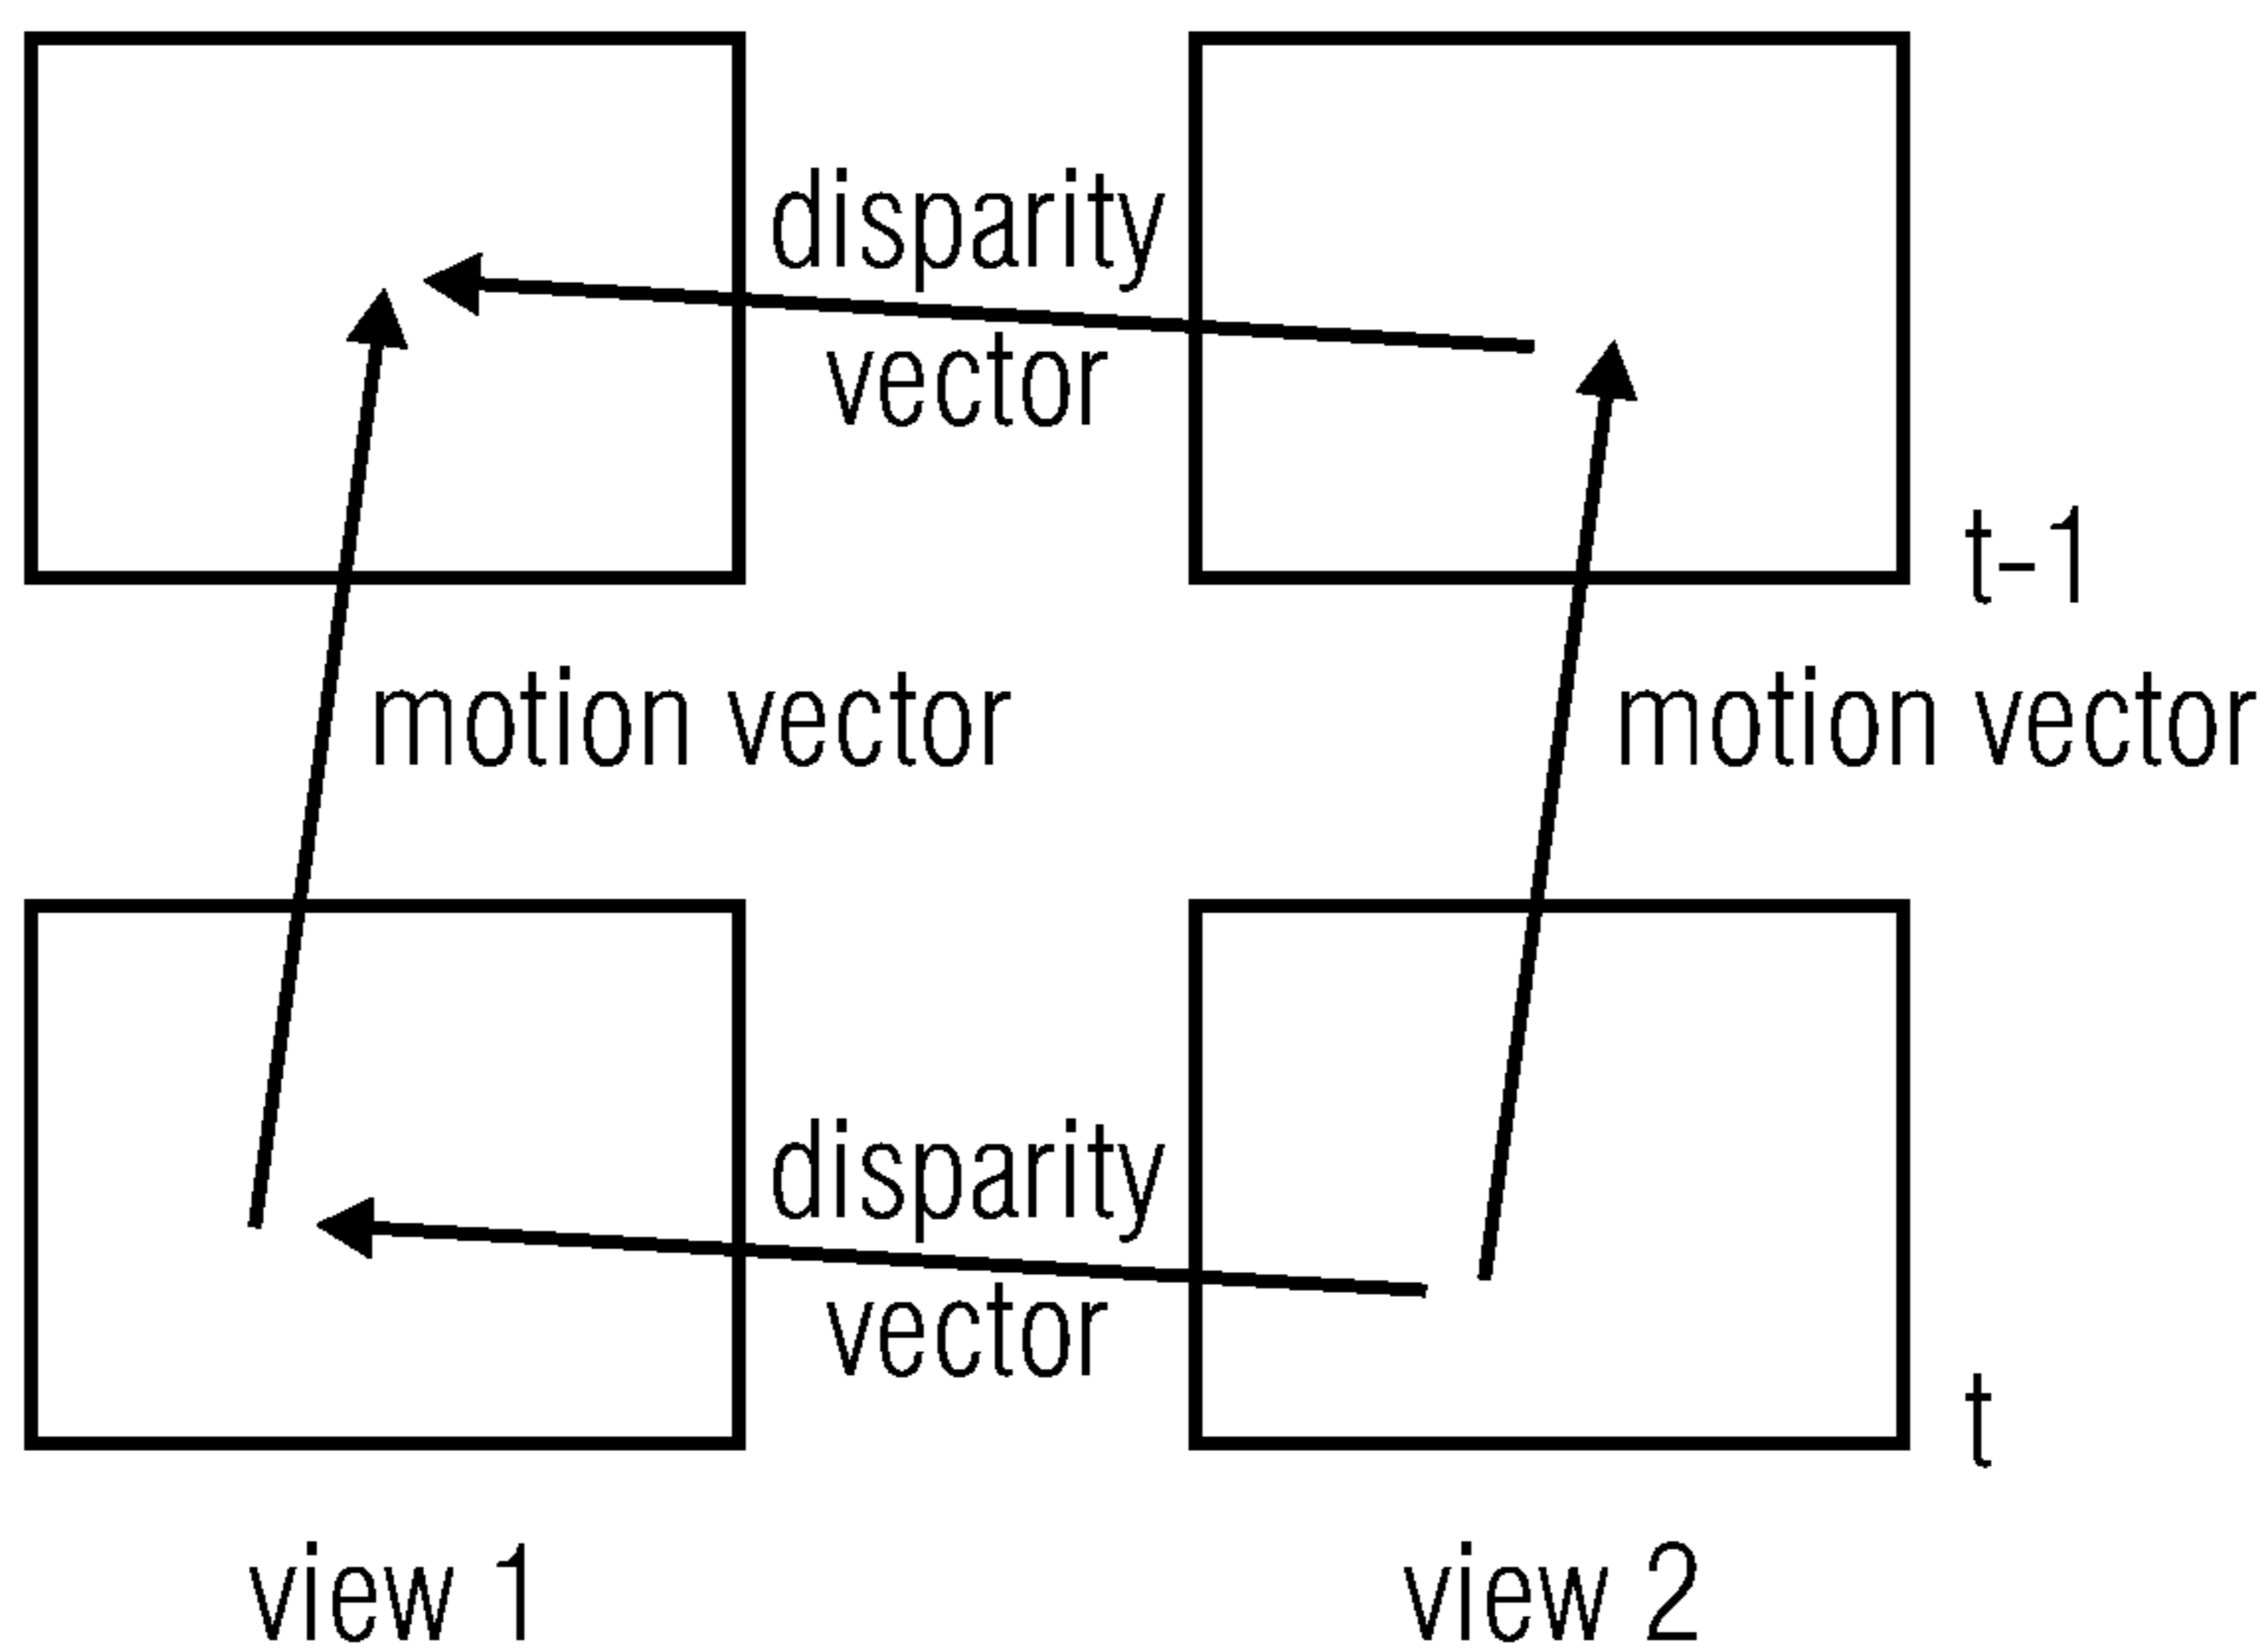 disparity
vector
t-1
motion vector
motion vector
disparity
vector
t
view 1
view 2